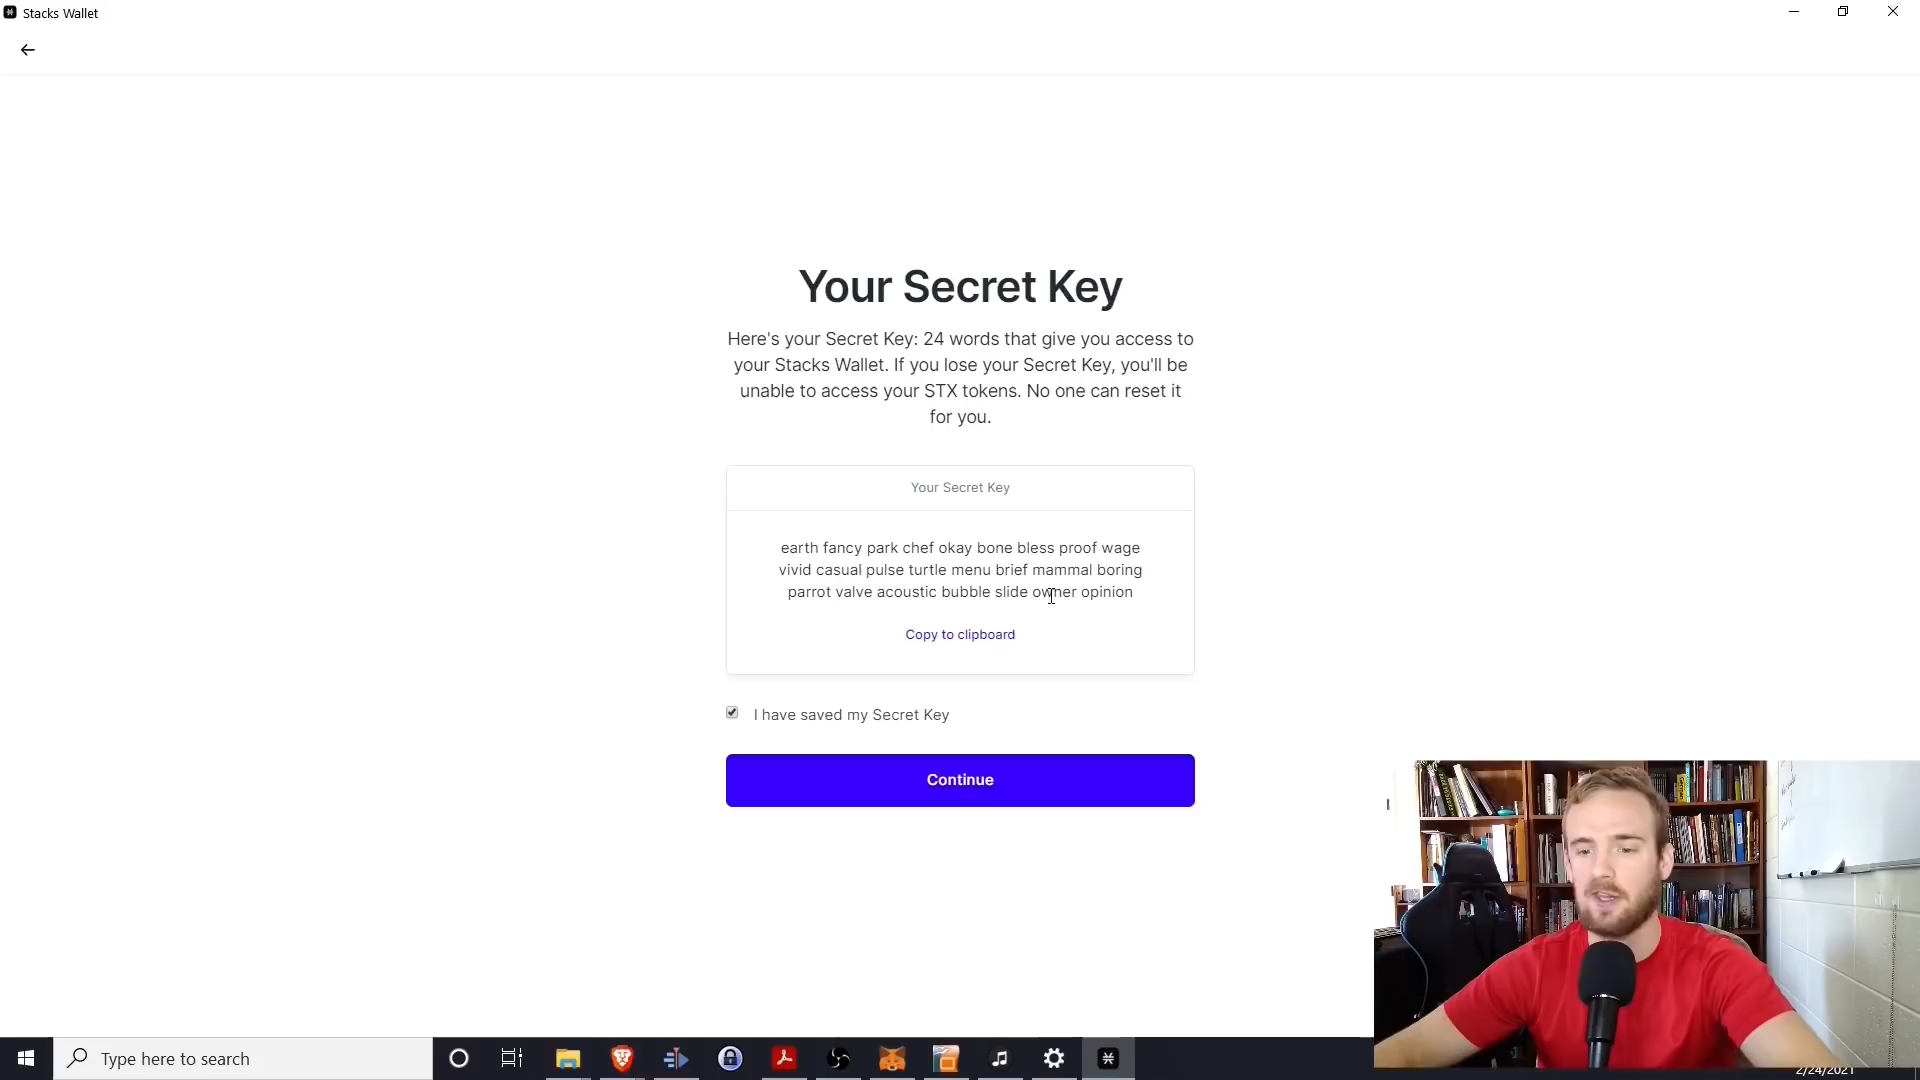 Stacks Wallet
Your Secret Key
Here's your Secret Key: 24 words that give you access to
your Stacks Wallet. If you lose your Secret Key, you'll be
unable to access your STX tokens. No one can reset it
for you.
Your Secret Key
earth fancy park chef okay bone bless proof wage
vivid casual pulse turtle menu brief mammal boring
parrot valve acoustic bubble slide owner opinion
Copy to clipboard
I have saved my Secret Key
Continue
Type here to search
2/24/2021